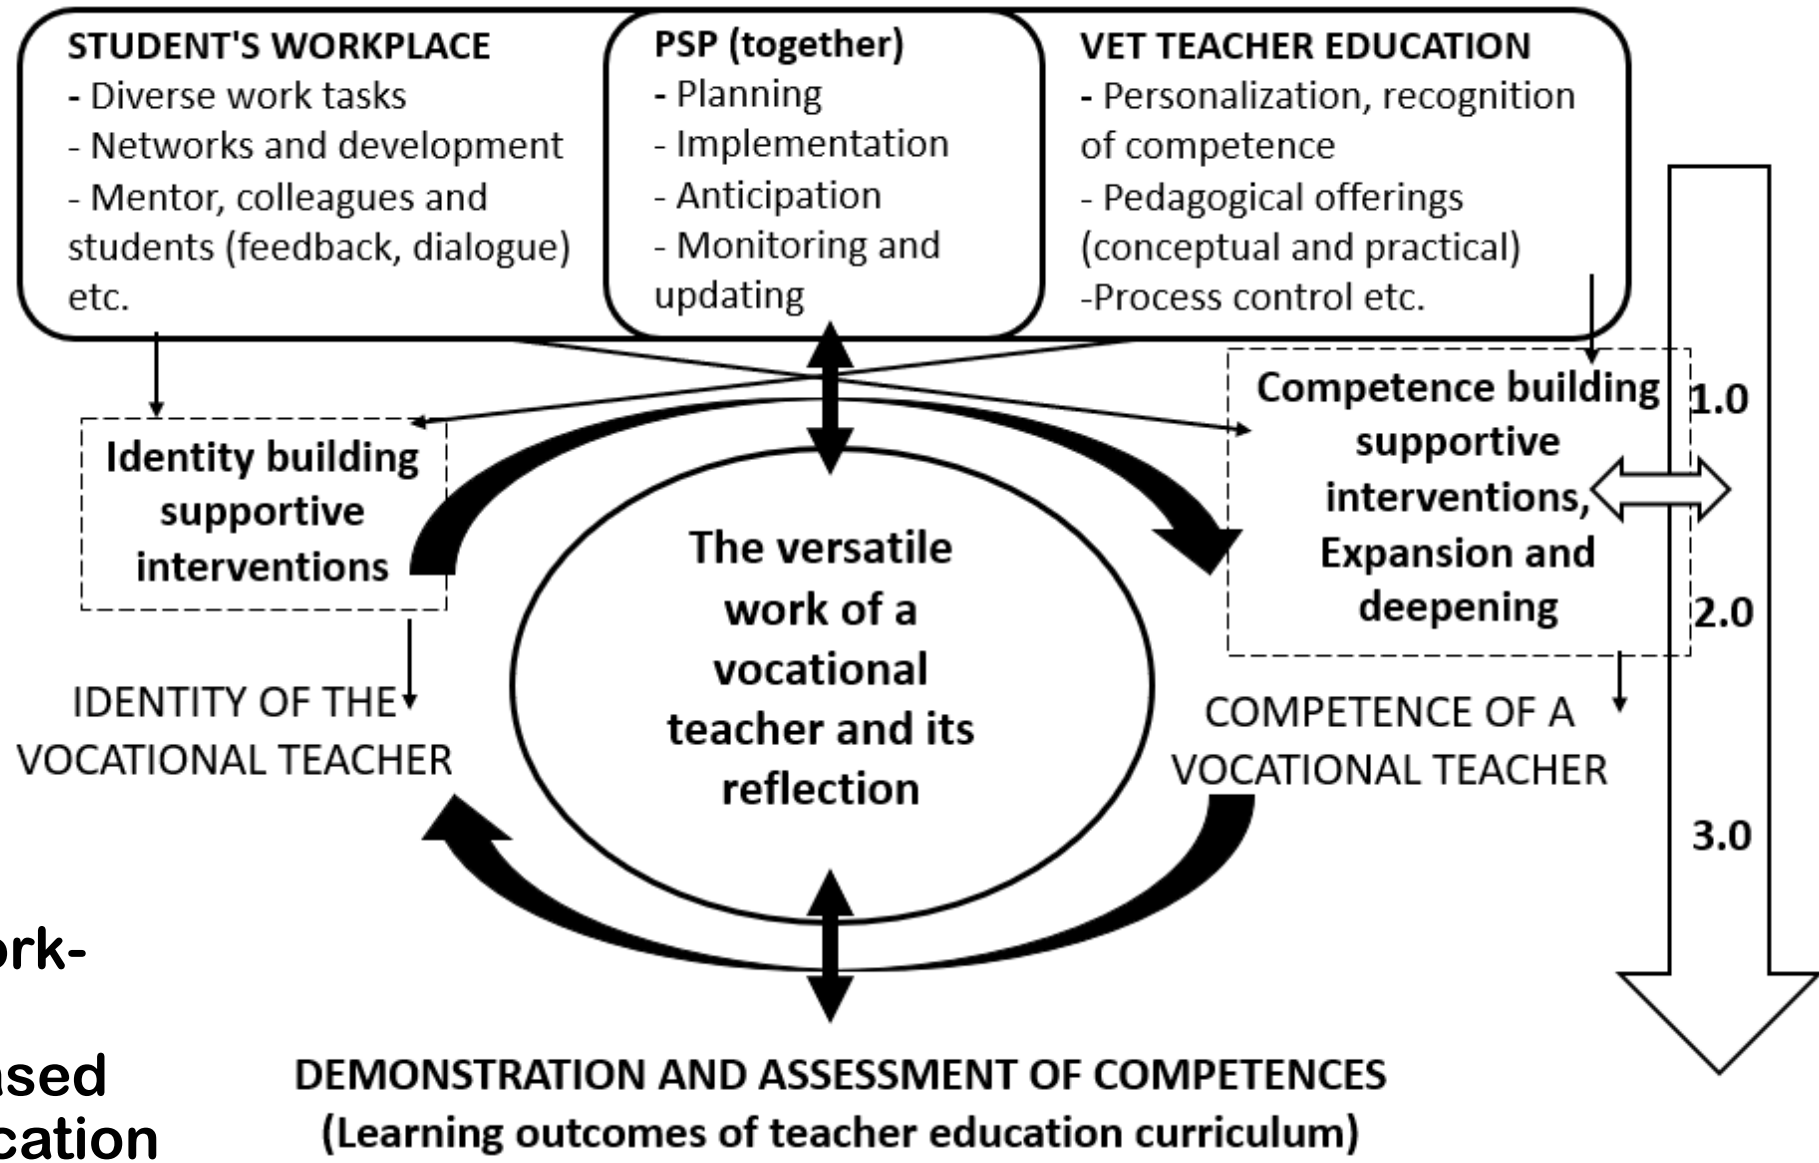 STUDENT'S WORKPLACE
- Diverse work tasks
- Networks and development
- Mentor, colleagues and
students (feedback, dialogue)
etc.
PSP (together)
- Planning
- Implementation
- Anticipation
- Monitoring and
updating
VET TEACHER EDUCATION
- Personalization, recognition
of competence
- Pedagogical offerings
(conceptual and practical)
-Process control etc.
Identity building
supportive
interventions
Competence building
supportive
interventions,
Expansion and
deepening
1.0
2.0
3.0
The versatile
work of a
vocational
teacher and its
reflection
IDENTITY OF THE
VOCATIONAL TEACHER
COMPETENCE OF A
VOCATIONAL TEACHER
DEMONSTRATION AND ASSESSMENT OF COMPETENCES
(Learning outcomes of teacher education curriculum)